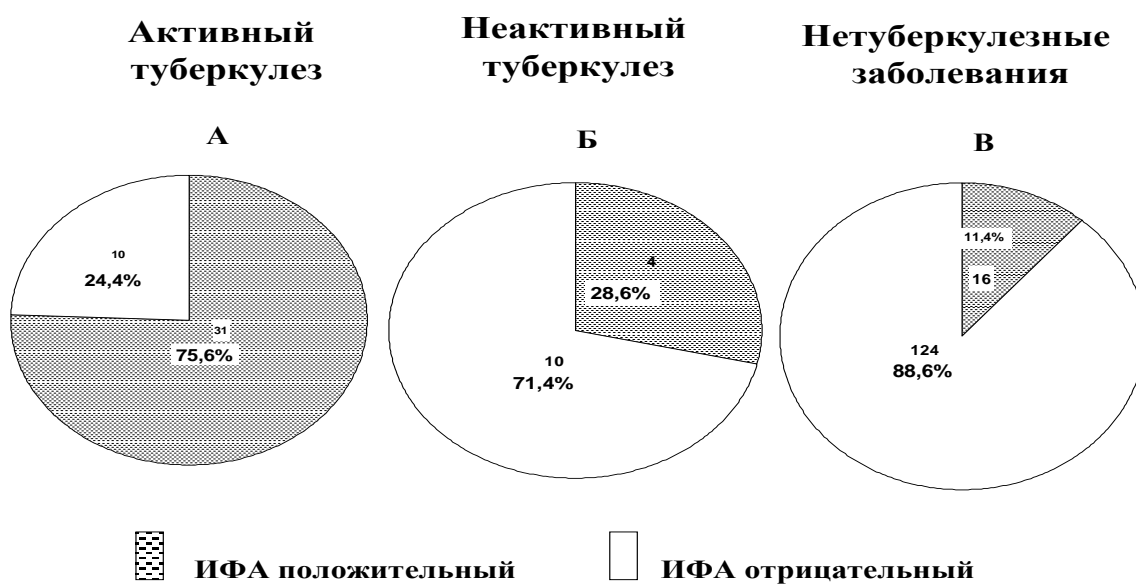 Активный
туберкулез
Неактивный
туберкулез
Нетуберкулезные
заболевания
А
Б
В
10
24,4%
31
75,6%
4
28,6%
10
71,4%
11,4%
16
124
88,6%
ИФА положительный
ИФА отрицательный